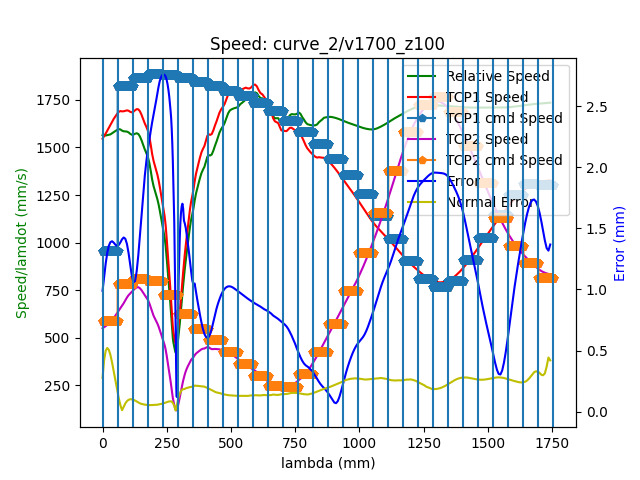 Speed: curve_2/v1700_z100
Relative Speed
TCP1 Speed
TCP1 cmd Speed
TCP2 Speed
TCP2 cmd Speed
Error
Normal Error
Speed/lamdot (mm/s)
1750
1500
1250
1000
750
500
250
2.5
2.0
1.5
1.0
0.5
0.0
Error (mm)
0 250 500 750 1000 1250 1500 1750
lambda (mm)